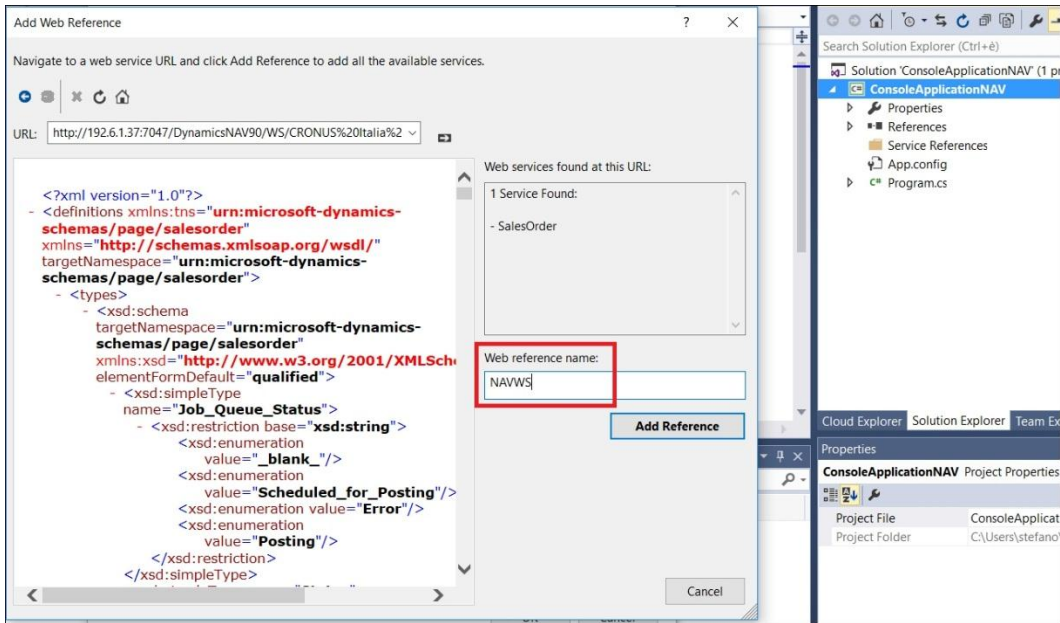 Add Web Reference
?
Navigate to a web service URL and click Add Reference to add all the available services.
URL:
http://192.6.1.37:7047/DynamicsNAV90/WS/CRONUS%20Italia%2
<?xml version="1.0"?>
- <definitions xmlns:tns="urn:microsoft-dynamics-
schemas/page/salesorder"
xmlns="http://schemas.xmlsoap.org/wsdl/"
targetNamespace="urn:microsoft-dynamics-
schemas/page/salesorder">
- <types>
- <xsd:schema
targetNamespace="urn:microsoft-dynamics-
schemas/page/salesorder"
xmlns:xsd="http://www.w3.org/2001/XMLSch
elementFormDefault="qualified">
- <xsd:simpleType
name="Job_Queue_Status">
- <xsd:restriction base="xsd:string">
<xsd:enumeration
value="_blank_"/>
<xsd:enumeration
value="Scheduled_for_Posting"/>
<xsd:enumeration value="Error"/>
<xsd:enumeration
value="Posting"/>
</xsd:restriction>
</xsd:simpleType>
Web services found at this URL:
1 Service Found:
- SalesOrder
Web reference name:
NAVWS
Add Reference
Cancel
Search Solution Explorer (Ctrl+è)
Solution 'ConsoleApplicationNAV' (1 pr
C# ConsoleApplicationNAV
Properties
References
Service References
App.config
C# Program.cs
Cloud Explorer Solution Explorer Team Ex
Properties
ConsoleApplicationNAV Project Properties
Project File ConsoleApplicat
Project Folder C:\Users\stefano\